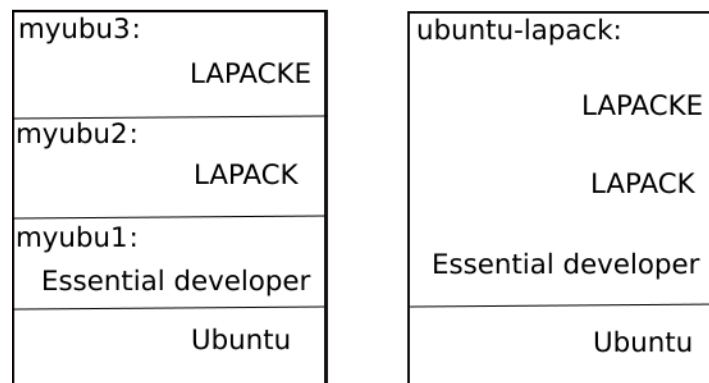 myubu3:
LAPACKE
myubu2:
LAPACK
myubu1:
Essential developer
Ubuntu
ubuntu-lapack:
LAPACKE
LAPACK
Essential developer
Ubuntu